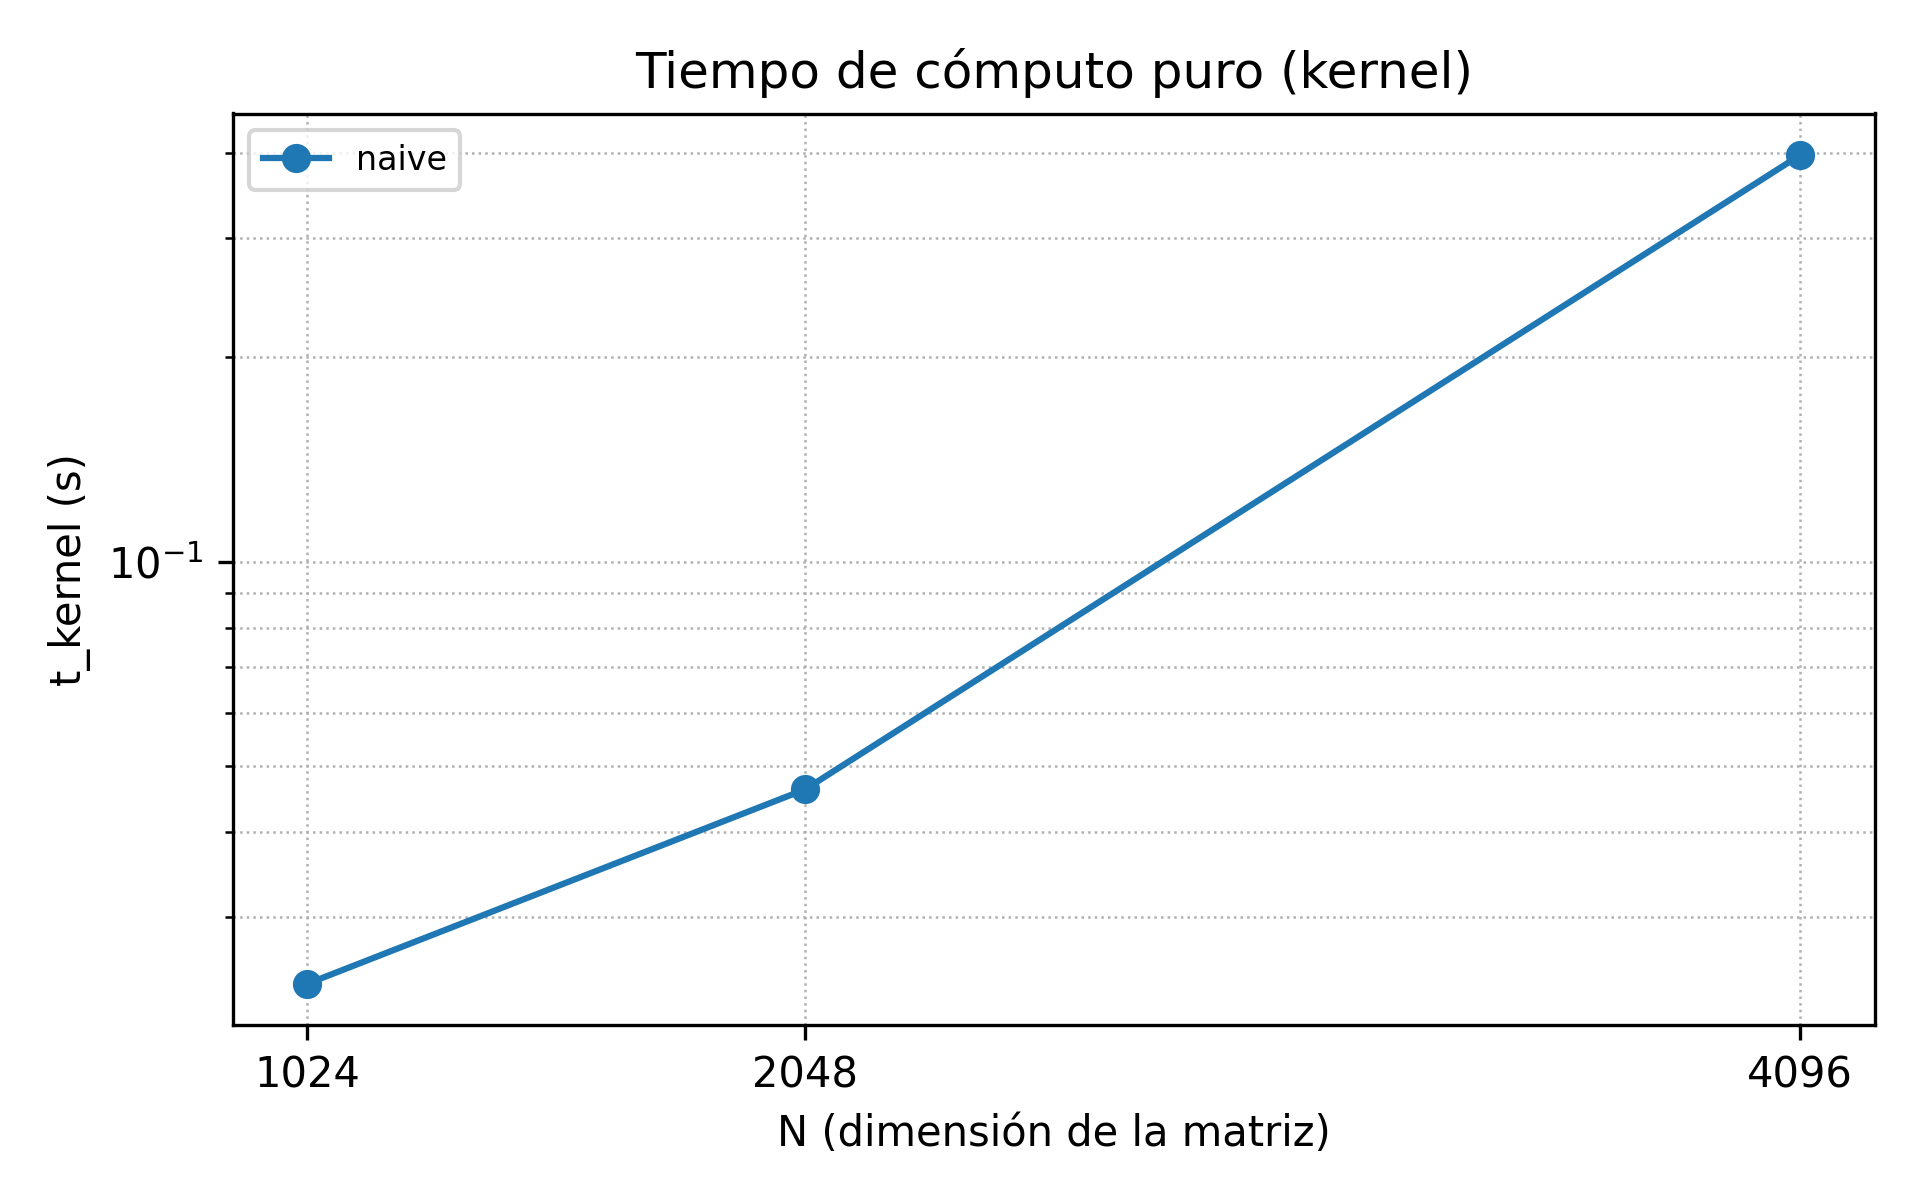 Tiempo de cómputo puro (kernel)
naive
t_kernel (s)
10⁻¹
1024
2048
4096
N (dimensión de la matriz)